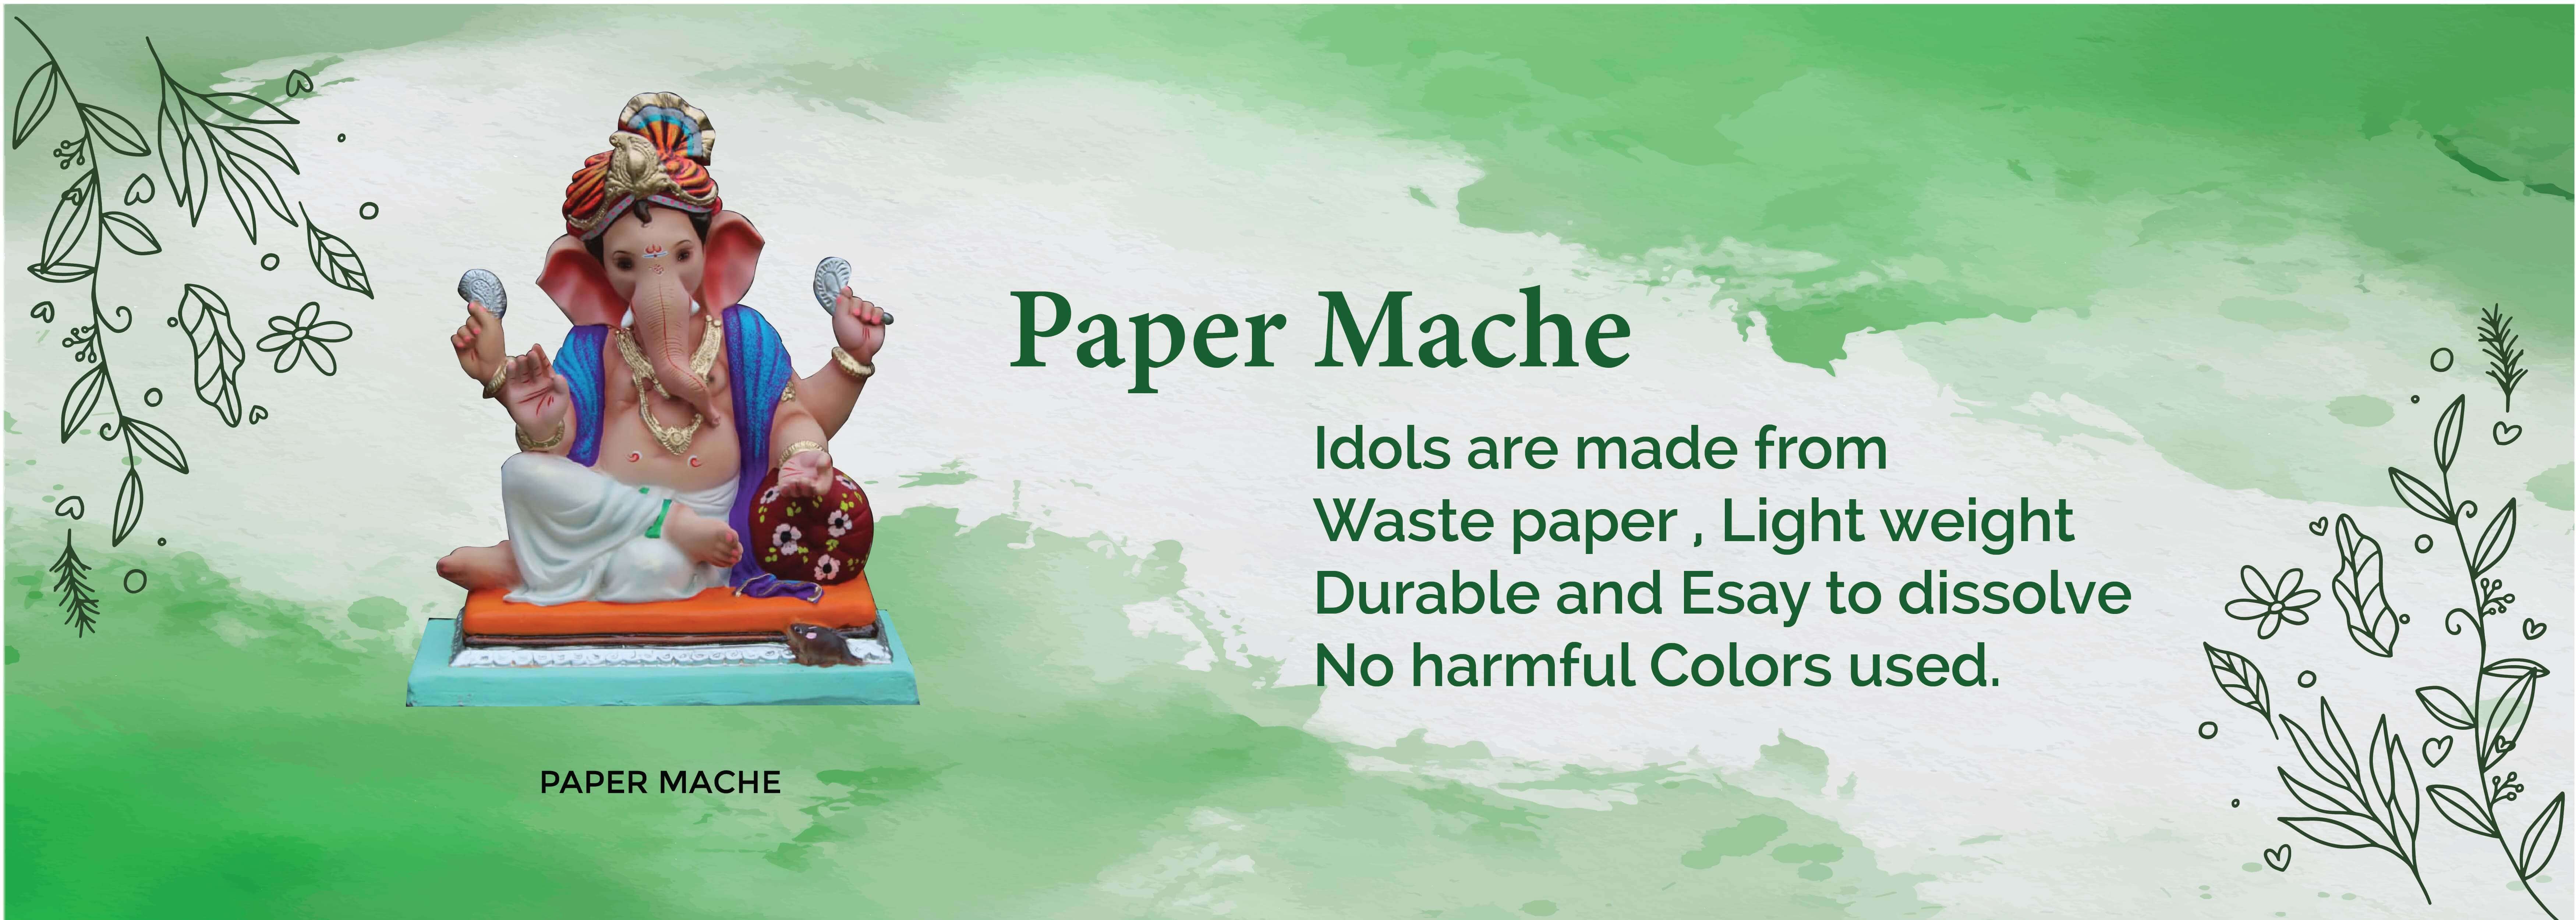 Paper Mache
Idols are made from
Waste paper , Light weight
Durable and Esay to dissolve
No harmful Colors used.
PAPER MACHE